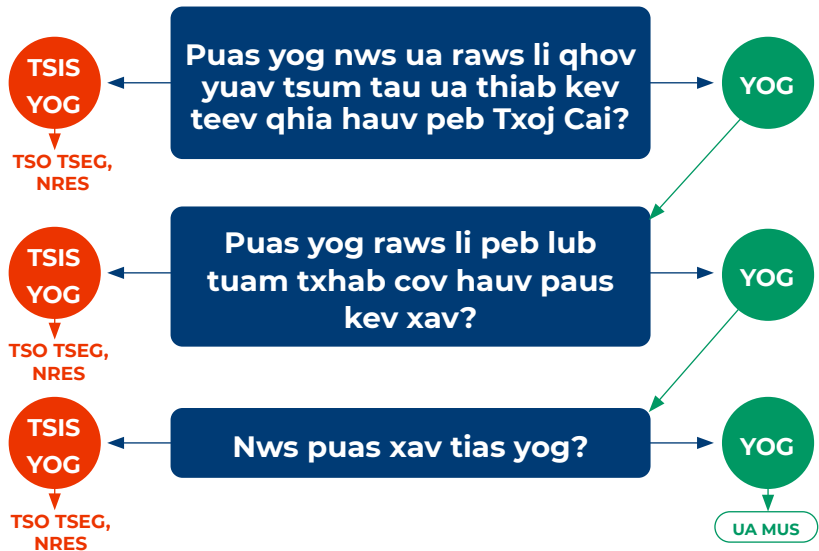 Puas yog nws ua raws li qhov
yuav tsum tau ua thiab kev
teev qhia hauv peb Txoj Cai?
TSIS
YOG
YOG
TSO TSEG,
NRES
Puas yog raws li peb lub
tuam txhab cov hauv paus
kev xav?
TSIS
YOG
YOG
TSO TSEG,
NRES
Nws puas xav tias yog?
TSIS
YOG
YOG
TSO TSEG,
NRES
UA MUS